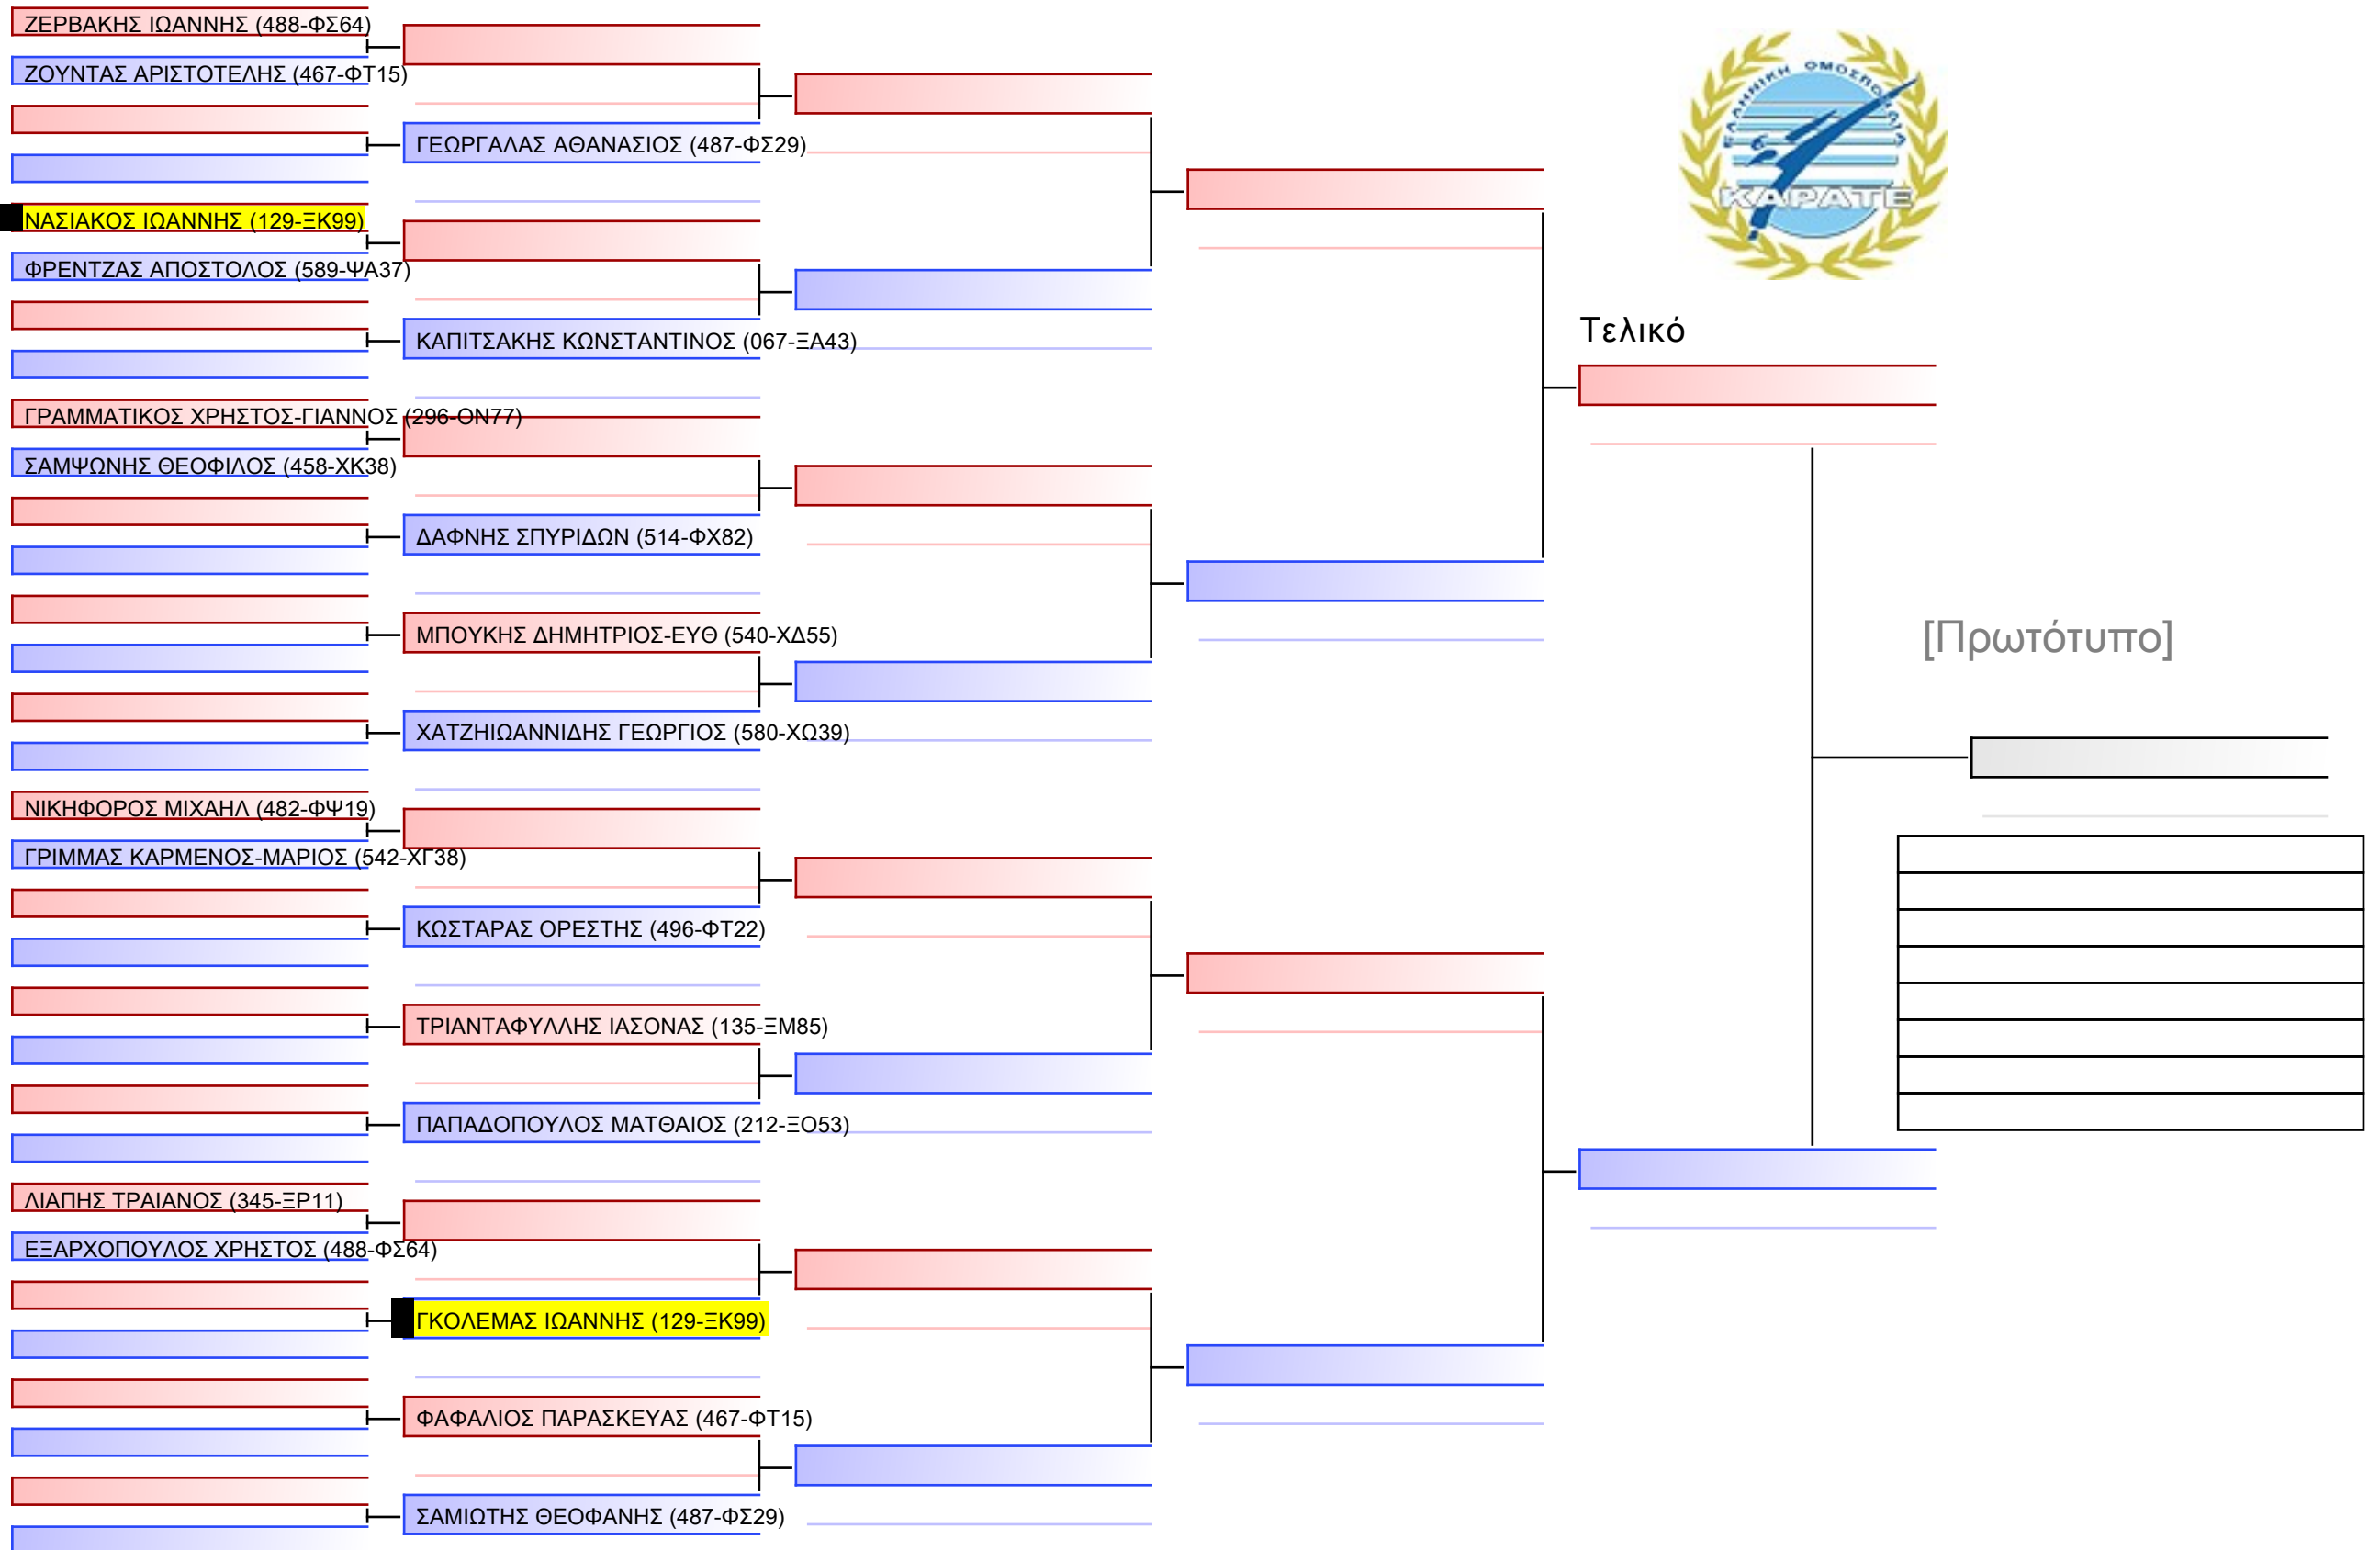 ΖΕΡΒΑΚΗΣ ΙΩΑΝΝΗΣ (488-ΦΣ64)
ΖΟΥΝΤΑΣ ΑΡΙΣΤΟΤΕΛΗΣ (467-ΦΤ15)
ΓΕΩΡΓΑΛΑΣ ΑΘΑΝΑΣΙΟΣ (487-ΦΣ29)
ΝΑΣΙΑΚΟΣ ΙΩΑΝΝΗΣ (129-ΞΚ99)
ΦΡΕΝΤΖΑΣ ΑΠΟΣΤΟΛΟΣ (589-ΨΑ37)
ΚΑΠΙΤΣΑΚΗΣ ΚΩΝΣΤΑΝΤΙΝΟΣ (067-ΞΑ43)
ΓΡΑΜΜΑΤΙΚΟΣ ΧΡΗΣΤΟΣ-ΓΙΑΝΝΟΣ (296-ΟΝ77)
ΣΑΜΨΩΝΗΣ ΘΕΟΦΙΛΟΣ (458-ΧΚ38)
ΔΑΦΝΗΣ ΣΠΥΡΙΔΩΝ (514-ΦΧ82)
ΜΠΟΥΚΗΣ ΔΗΜΗΤΡΙΟΣ-ΕΥΘ (540-ΧΔ55)
ΧΑΤΖΗΙΩΑΝΝΙΔΗΣ ΓΕΩΡΓΙΟΣ (580-ΧΩ39)
ΝΙΚΗΦΟΡΟΣ ΜΙΧΑΗΛ (482-ΦΨ19)
ΓΡΙΜΜΑΣ ΚΑΡΜΕΝΟΣ-ΜΑΡΙΟΣ (542-ΧΓ38)
ΚΩΣΤΑΡΑΣ ΟΡΕΣΤΗΣ (496-ΦΤ22)
ΤΡΙΑΝΤΑΦΥΛΛΗΣ ΙΑΣΟΝΑΣ (135-ΞΜ85)
ΠΑΠΑΔΟΠΟΥΛΟΣ ΜΑΤΘΑΙΟΣ (212-ΞΟ53)
ΛΙΑΠΗΣ ΤΡΑΙΑΝΟΣ (345-ΞΡ11)
ΕΞΑΡΧΟΠΟΥΛΟΣ ΧΡΗΣΤΟΣ (488-ΦΣ64)
ΓΚΟΛΕΜΑΣ ΙΩΑΝΝΗΣ (129-ΞΚ99)
ΦΑΦΑΛΙΟΣ ΠΑΡΑΣΚΕΥΑΣ (467-ΦΤ15)
ΣΑΜΙΩΤΗΣ ΘΕΟΦΑΝΗΣ (487-ΦΣ29)
ΕΛΛΗΝΙΚΗ ΟΜΟΣΠΟΝΔΙΑ
ΚΑΡΑΤΕ
Τελικό
[Πρωτότυπο]